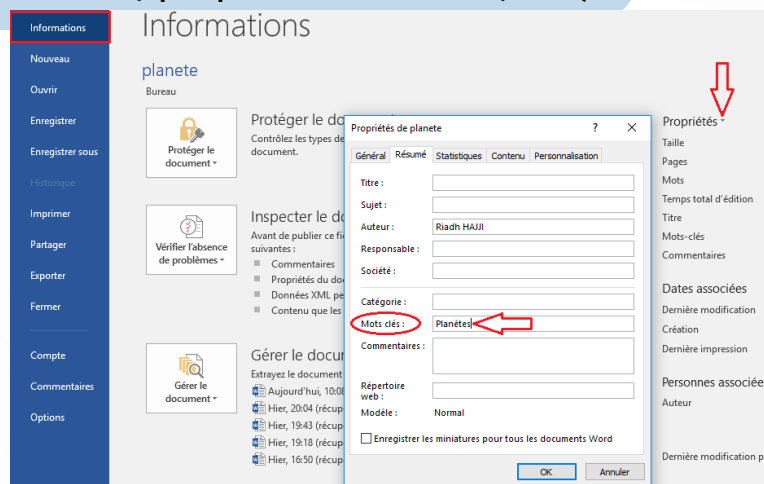 Informations
Nouveau
Ouvrir
Enregistrer
Enregistrer sous
Historique
Imprimer
Partager
Exporter
Fermer
Compte
Commentaires
Options
Informations
planete
Bureau
Protéger le document
Protéger le do
Contrôlez les types de
document.
Vérifier l'absence
de problèmes
Inspecter le do
Avant de publier ce fi
suivantes :
Commentaires
Propriétés du do
Données XML pe
Contenu que les
Gérer le
document
Gérer le docu
Extrayez le document
Aujourd'hui, 10:08
Hier, 20:04 (récup
Hier, 19:43 (récup
Hier, 19:18 (récup
Hier, 16:50 (récup
Propriétés de planete
?
Général Résumé Statistiques Contenu Personnalisation
Titre :
Sujet :
Auteur : Riadh HAJJI
Responsable :
Société :
Catégorie :
Mots clés : Planétes
Commentaires :
Répertoire
web :
Modèle : Normal
Enregistrer les miniatures pour tous les documents Word
OK Annuler
Propriétés
Taille
Pages
Mots
Temps total d'édition
Titre
Mots-clés
Commentaires
Dates associées
Dernière modification
Création
Dernière impression
Personnes associée
Auteur
Dernière modification p